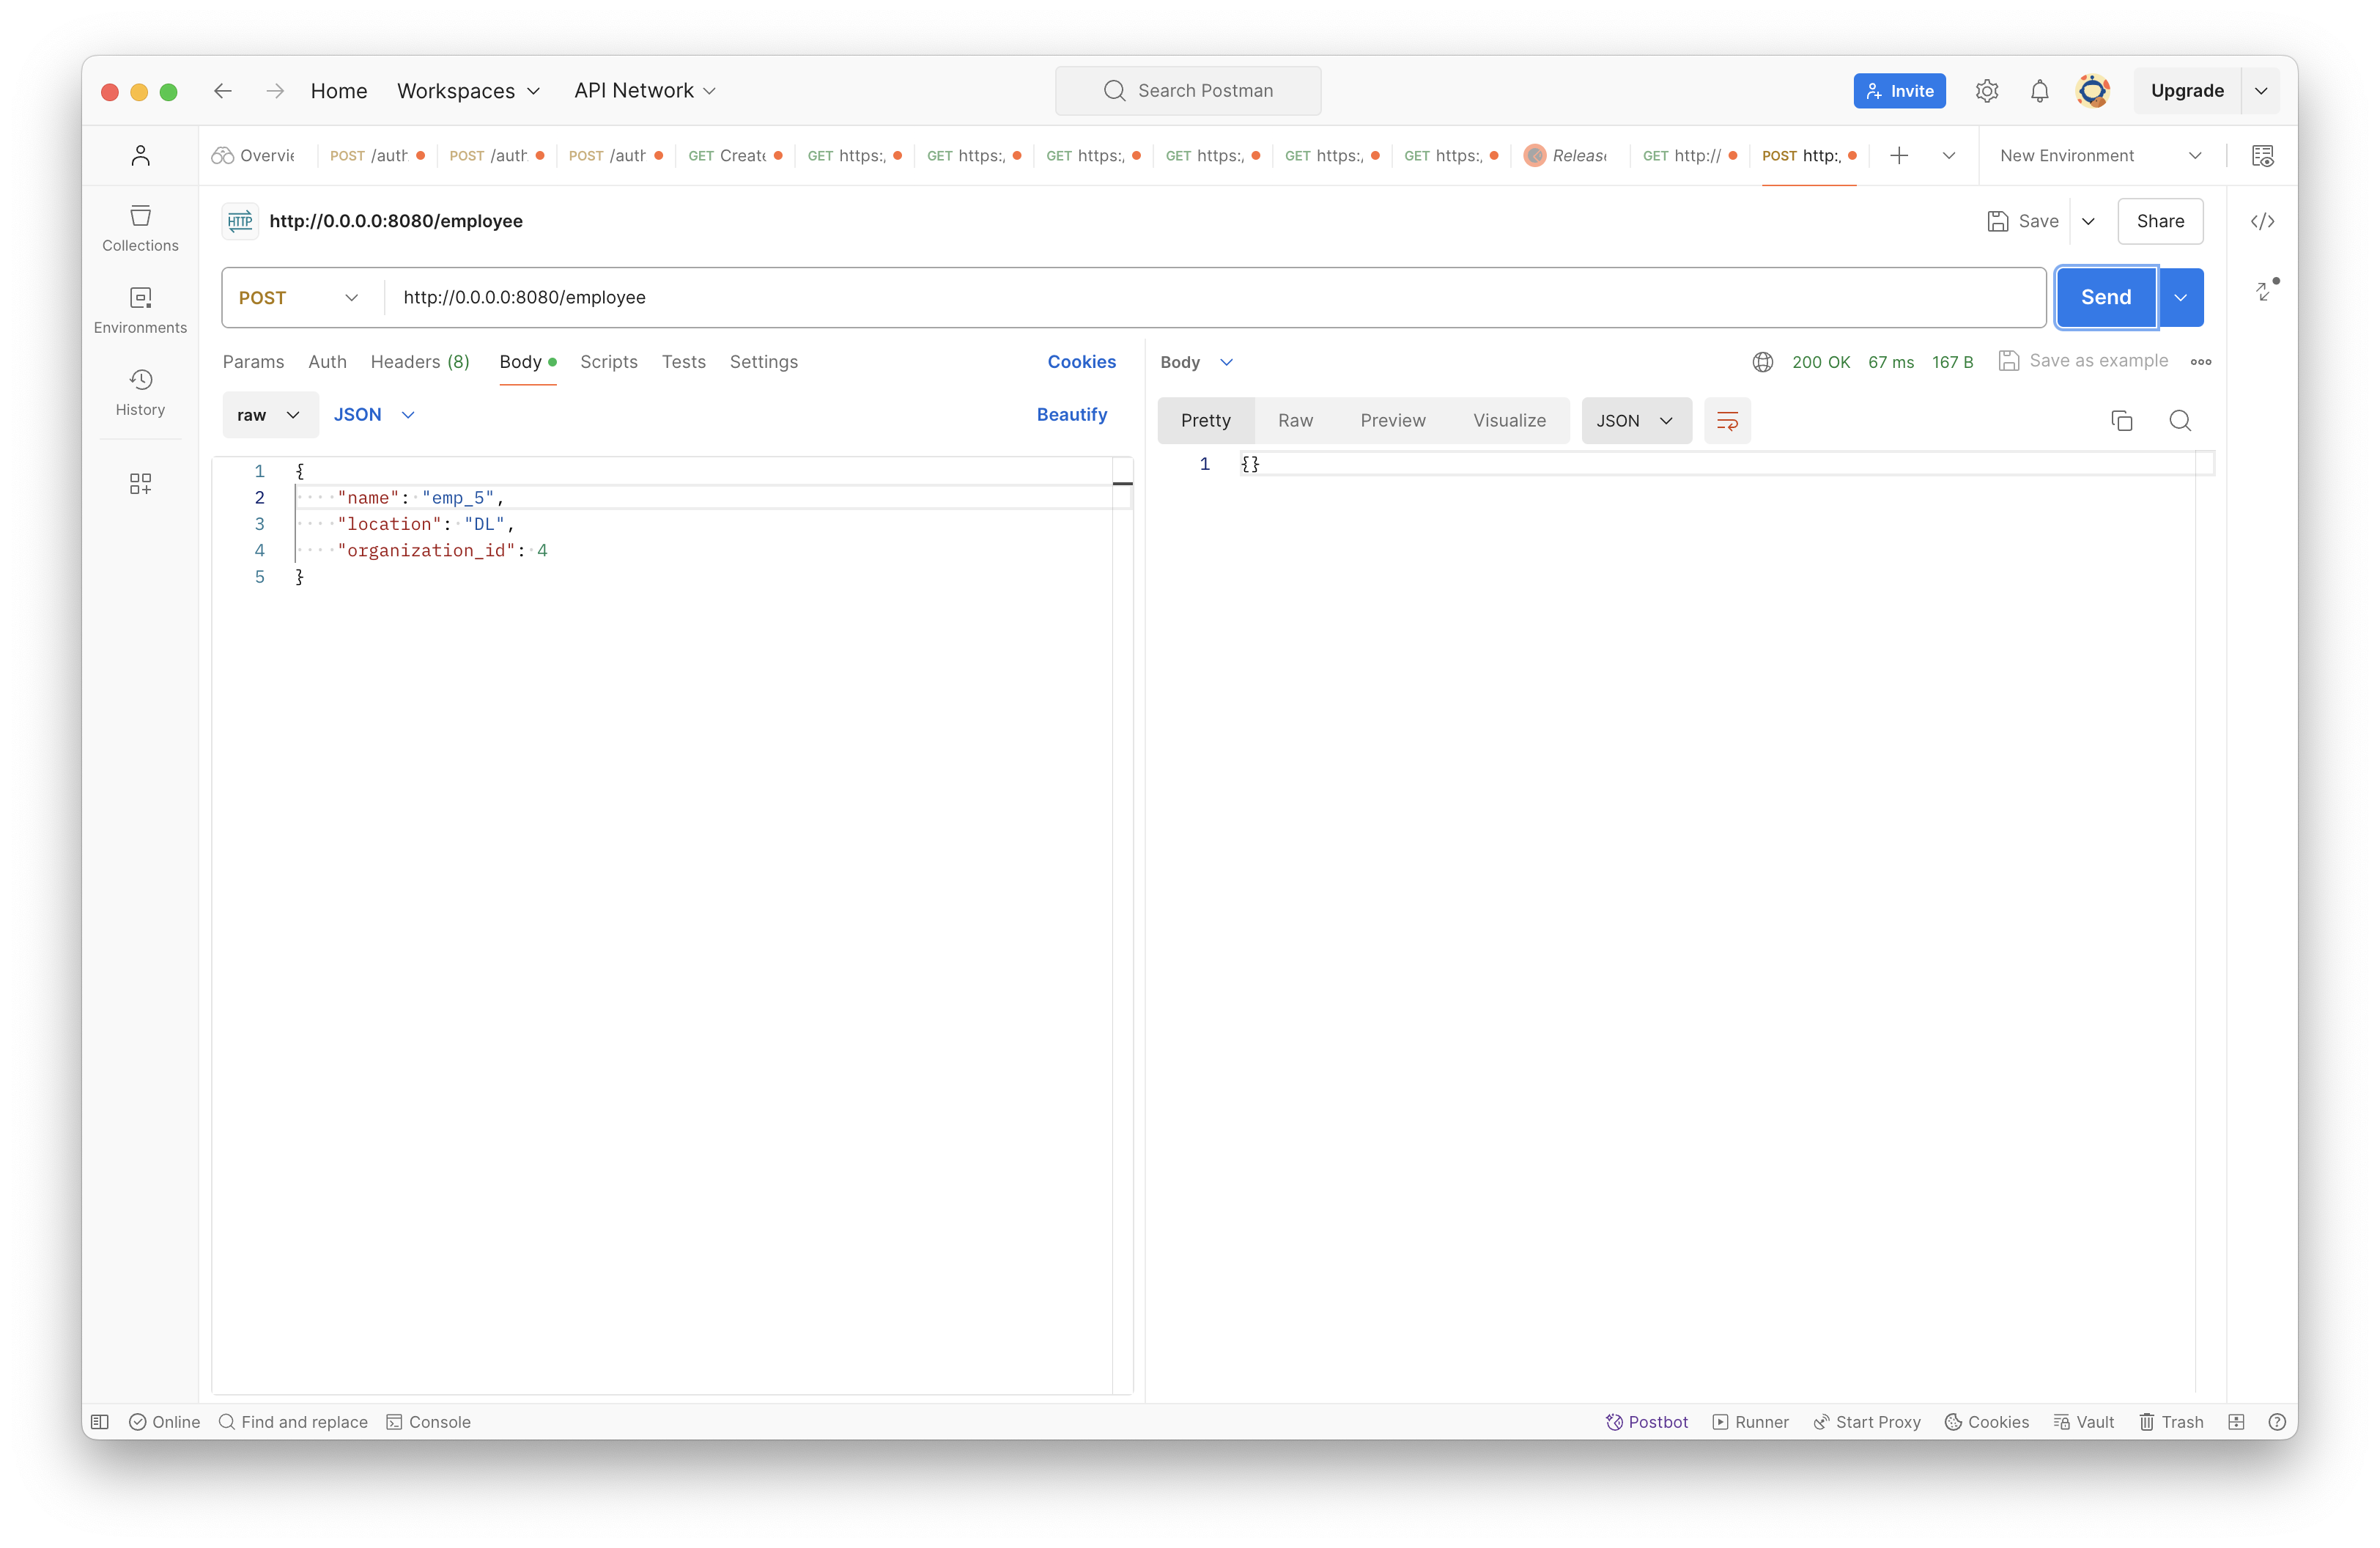 Home Workspaces API Network Search Postman Invite Upgrade
Overvie POST /auth POST /auth POST /auth GET Create GET https:/ GET https:/ GET https:/ GET https:/ GET https:/ GET https:/ Release GET http:// POST http:/ New Environment
HTTP http://0.0.0.0:8080/employee Save Share
Collections
POST http://0.0.0.0:8080/employee Send
Environments
Params Auth Headers (8) Body Scripts Tests Settings Cookies
Body 200 OK 67 ms 167 B Save as example
History
raw JSON Beautify
Pretty Raw Preview Visualize JSON
1 {
2 "name": "emp_5",
3 "location": "DL",
4 "organization_id": 4
5 }
1 {}
Online Find and replace Console Postbot Runner Start Proxy Cookies Vault Trash